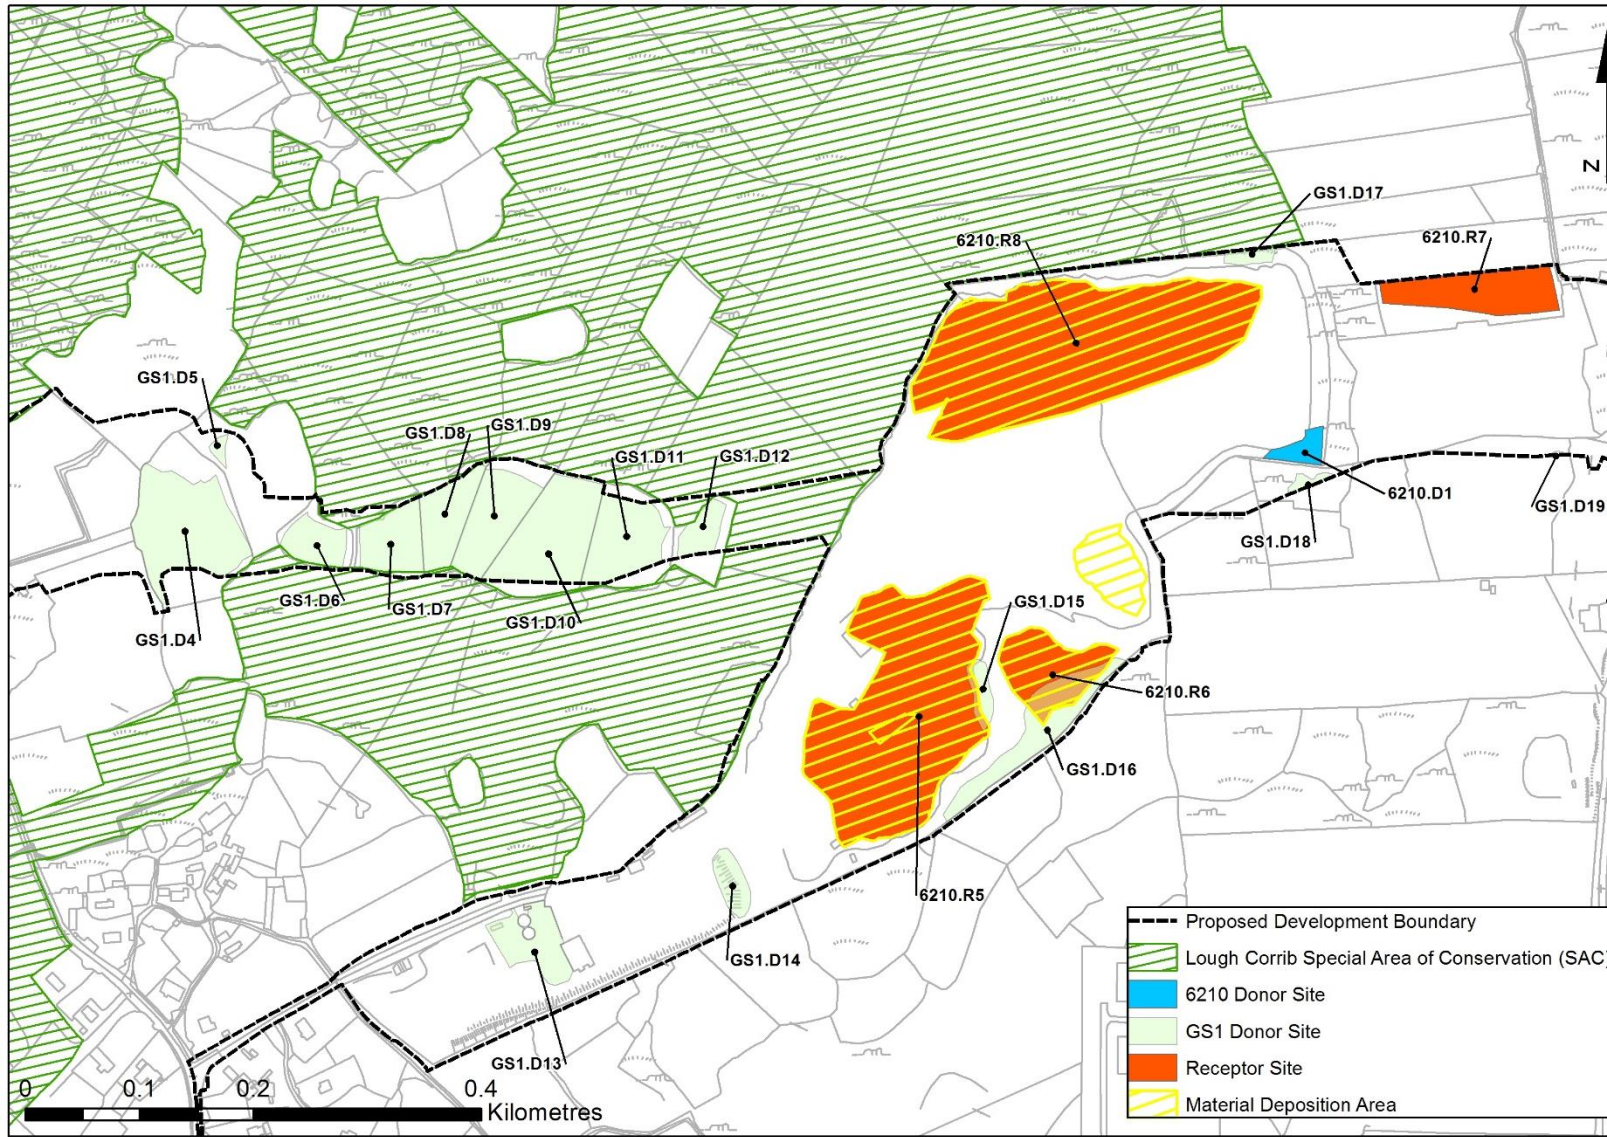 GS1.D17
6210.R8
6210.R7
N
GS1.D5
GS1.D8
GS1.D9
GS1.D11
GS1.D12
6210.D1
GS1.D19
GS1.D18
GS1.D6
GS1.D7
GS1.D10
GS1.D4
GS1.D15
6210.R6
GS1.D16
6210.R5
GS1.D14
GS1.D13
Proposed Development Boundary
Lough Corrib Special Area of Conservation (SAC)
6210 Donor Site
GS1 Donor Site
Receptor Site
Material Deposition Area
0 0.1 0.2 0.4
Kilometres